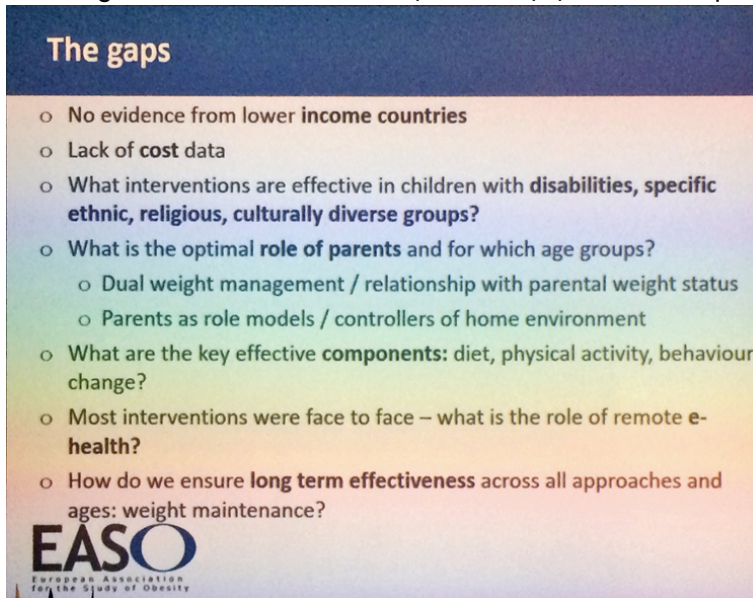 The gaps
o No evidence from lower income countries
o Lack of cost data
o What interventions are effective in children with disabilities, specific
ethnic, religious, culturally diverse groups?
o What is the optimal role of parents and for which age groups?
o Dual weight management / relationship with parental weight status
o Parents as role models / controllers of home environment
o What are the key effective components: diet, physical activity, behaviour
change?
o Most interventions were face to face – what is the role of remote e-
health?
o How do we ensure long term effectiveness across all approaches and
ages: weight maintenance?
EASO
European Association
for the Study of Obesity